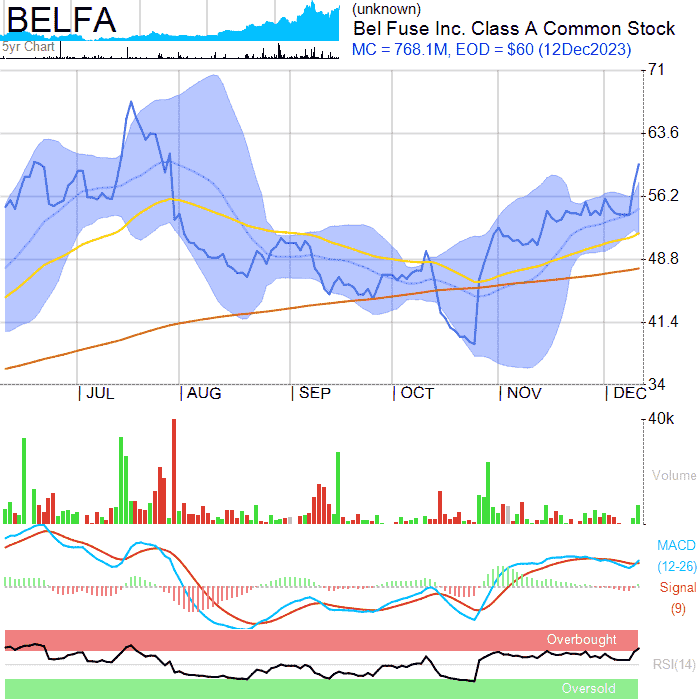 BELFA
5yr Chart
(unknown)
Bel Fuse Inc. Class A Common Stock
MC = 768.1M, EOD = $60 (12Dec2023)
71
63.6
56.2
48.8
41.4
34
JUL AUG SEP OCT NOV DEC
40k
Volume
MACD
(12-26)
Signal
(9)
Overbought
RSI(14)
Oversold